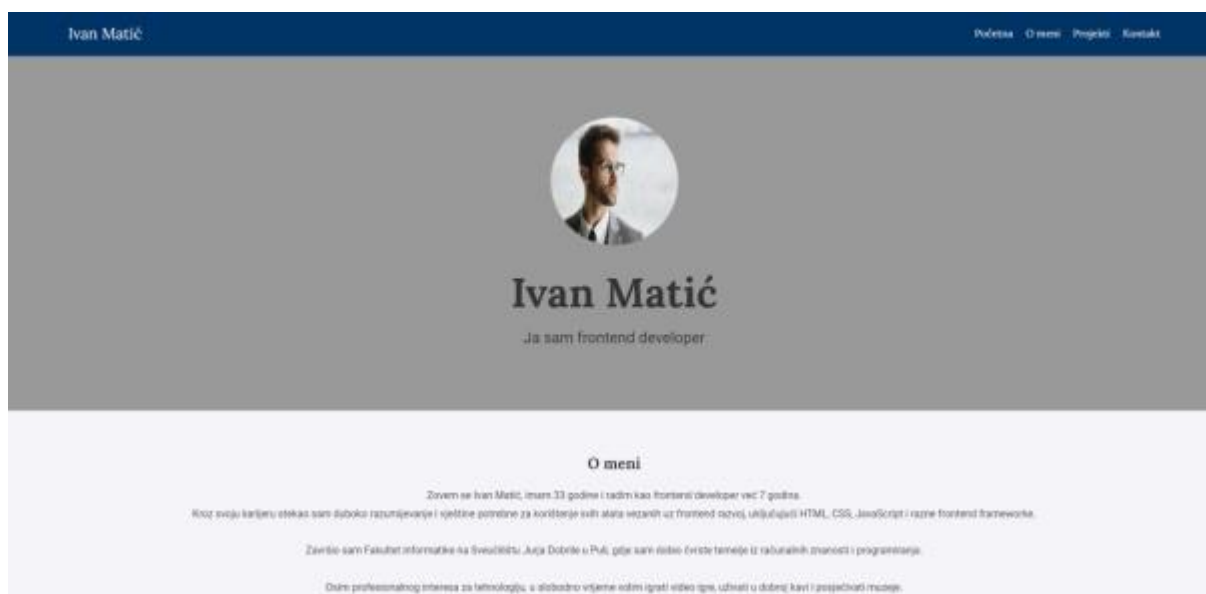 Ivan Matić
Početna O meni Projekti Kontakt
Ivan Matić
Ja sam frontend developer
O meni
Zovem se Ivan Matić, imam 33 godine i radim kao frontend developer već 7 godina.
Kroz svoju karijeru stekao sam duboko razumijevanje i vještine potrebne za korištenje svih alata vezanih uz frontend razvoj, uključujući HTML, CSS, JavaScript i razne frontend frameworke.
Završio sam Fakultet informatike na Sveučilištu Jurja Dobrile u Puli, gdje sam dobio čvrste temelje iz računalnih znanosti i programiranja.
Osim profesionalnog interesa za tehnologiju, u slobodno vrijeme volim igrati video igre, uživati u dobroj kavi i posjećivati muzeje.